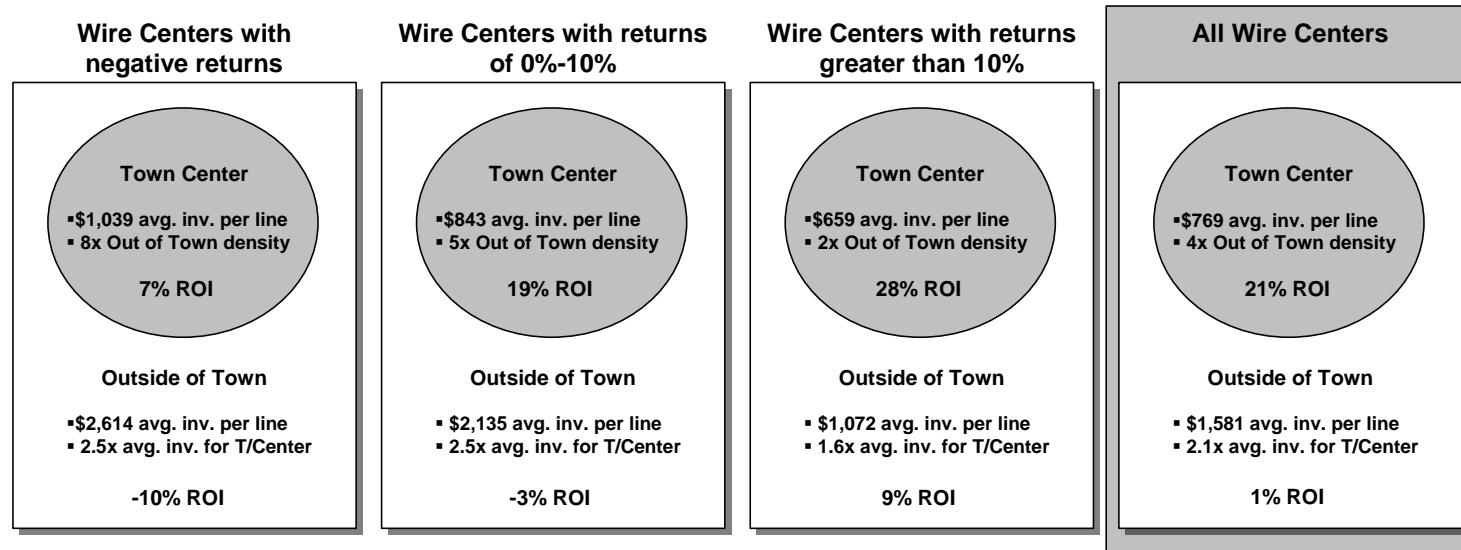 Wire Centers with
negative returns
Town Center
▪$1,039 avg. inv. per line
▪ 8x Out of Town density
7% ROI
Outside of Town
▪$2,614 avg. inv. per line
▪ 2.5x avg. inv. for T/Center
-10% ROI
Wire Centers with returns
of 0%-10%
Town Center
▪$843 avg. inv. per line
▪ 5x Out of Town density
19% ROI
Outside of Town
▪ $2,135 avg. inv. per line
▪ 2.5x avg. inv. for T/Center
-3% ROI
Wire Centers with returns
greater than 10%
Town Center
▪$659 avg. inv. per line
▪ 2x Out of Town density
28% ROI
Outside of Town
▪ $1,072 avg. inv. per line
▪ 1.6x avg. inv. for T/Center
9% ROI
All Wire Centers
Town Center
▪$769 avg. inv. per line
▪ 4x Out of Town density
21% ROI
Outside of Town
▪ $1,581 avg. inv. per line
▪ 2.1x avg. inv. for T/Center
1% ROI